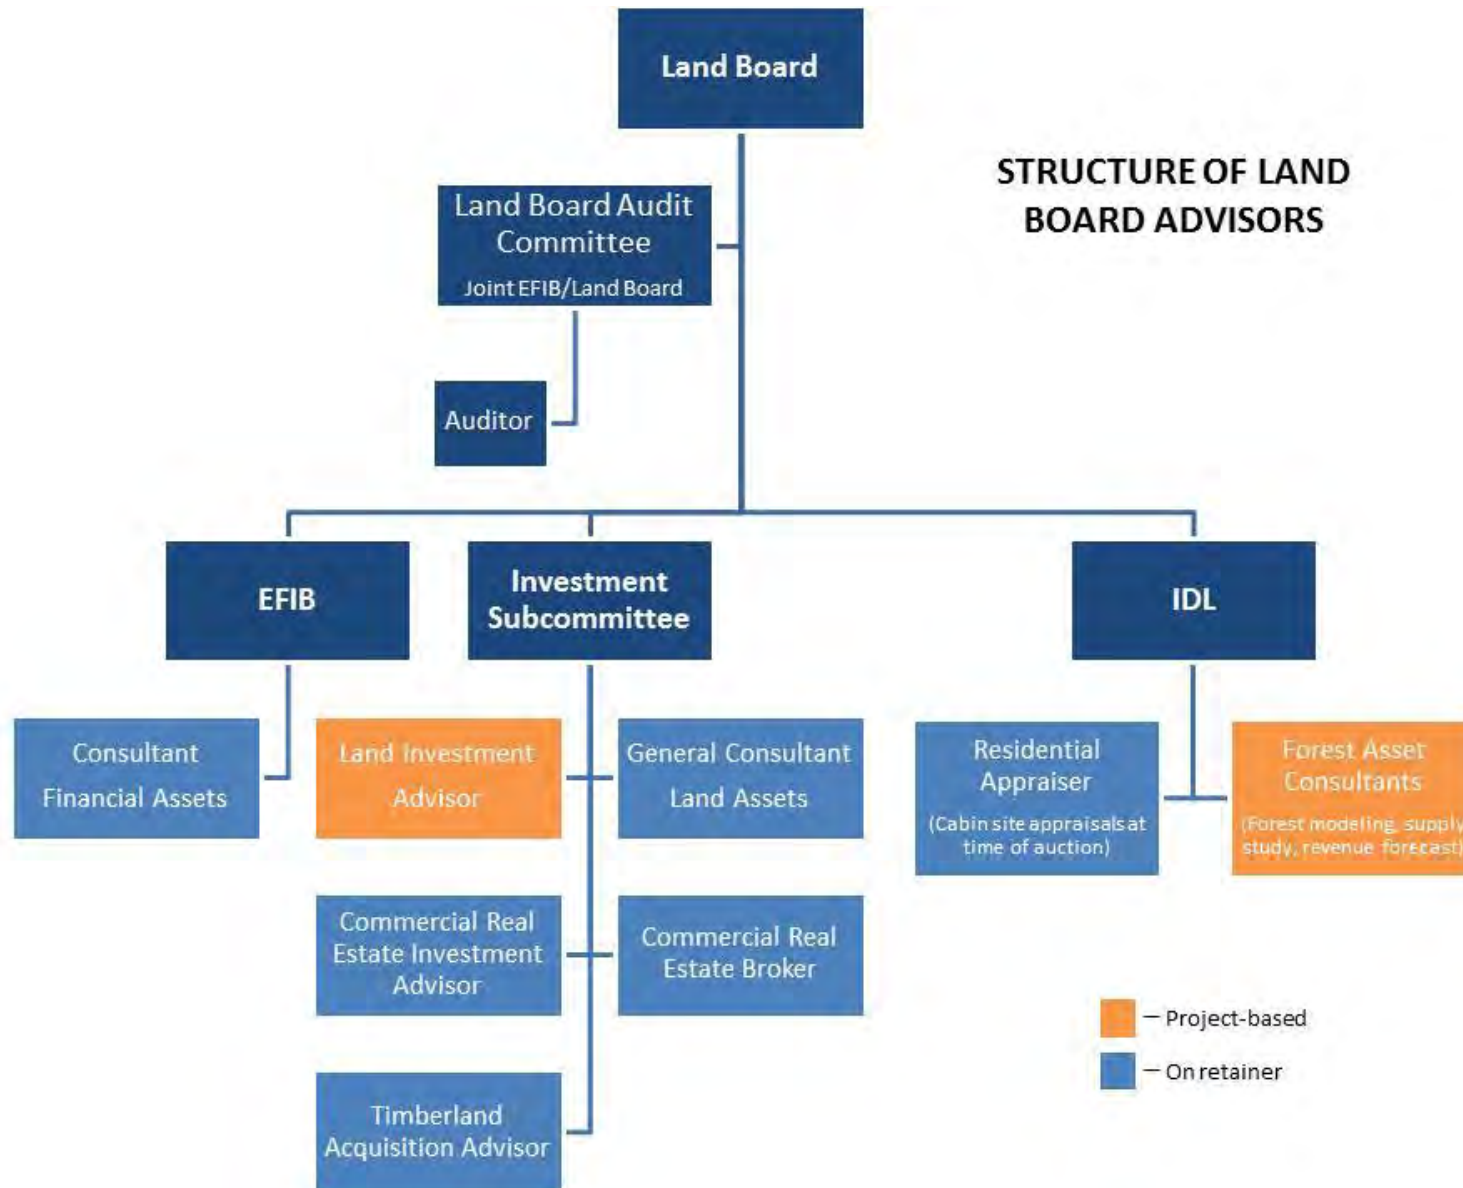 Land Board
STRUCTURE OF LAND
BOARD ADVISORS
Land Board Audit
Committee
Joint EFIB/Land Board
Auditor
EFIB
Investment
Subcommittee
IDL
Consultant
Financial Assets
Land Investment
Advisor
General Consultant
Land Assets
Residential
Appraiser
(Cabin site appraisals at
time of auction)
Forest Asset
Consultants
(Forest modeling, supply
study, revenue forecast)
Commercial Real
Estate Investment
Advisor
Commercial Real
Estate Broker
Timberland
Acquisition Advisor
– Project-based
– On retainer